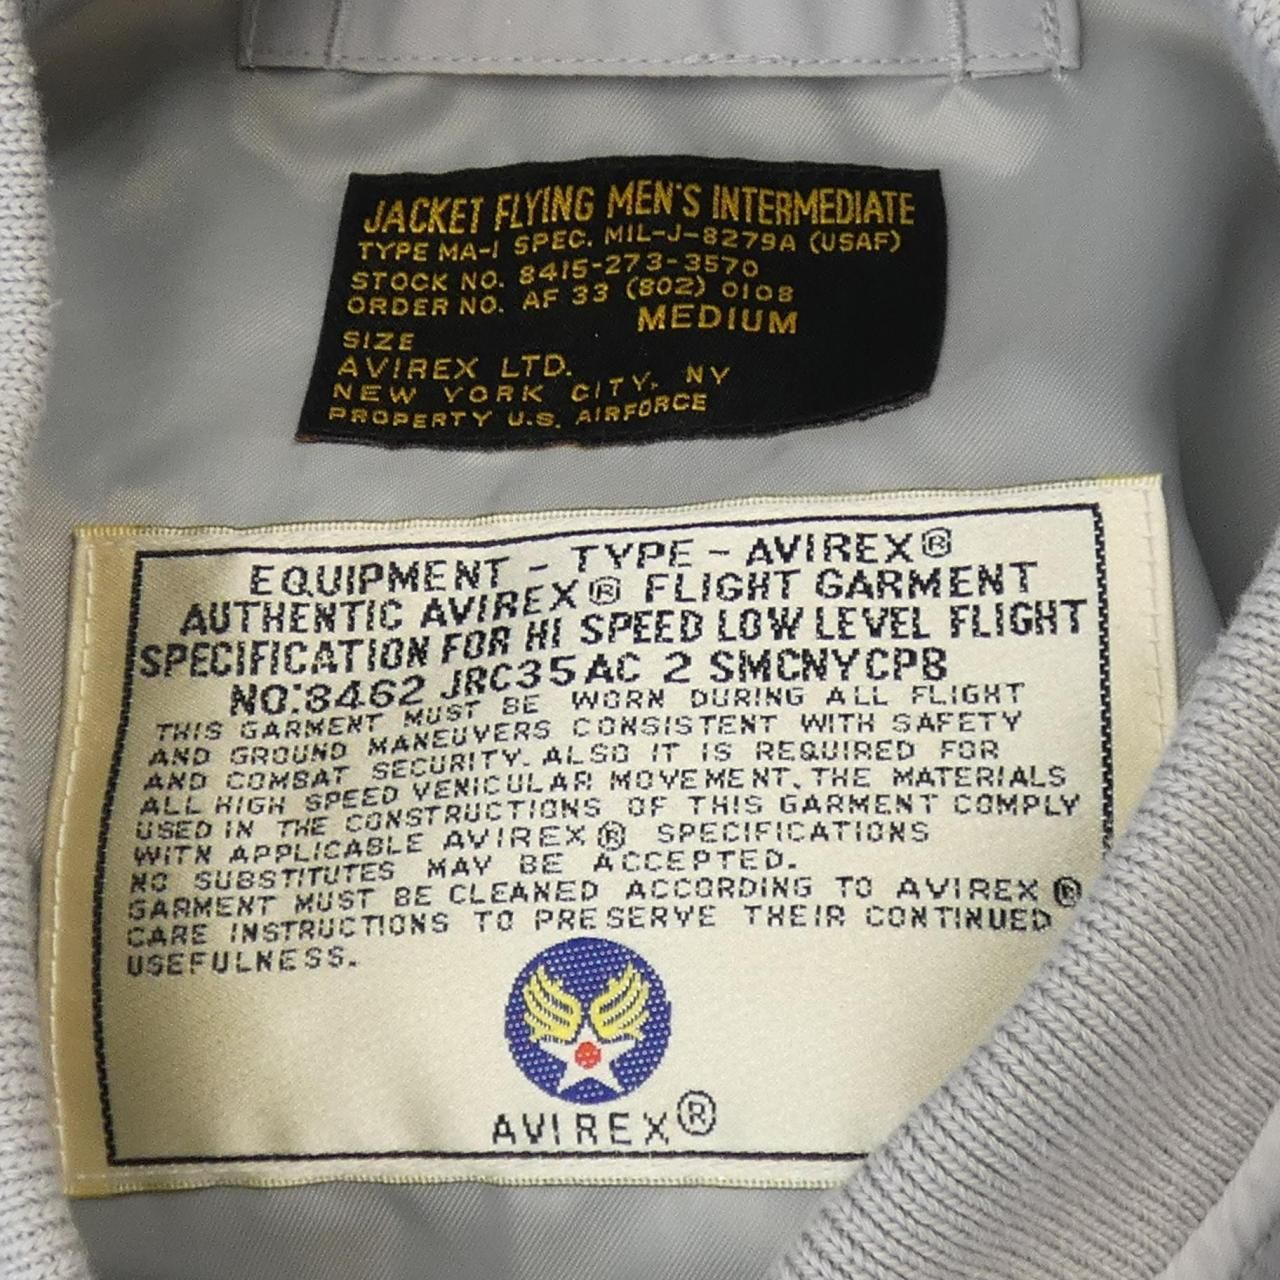 JACKET FLYING MEN'S INTERMEDIATE
TYPE MA-1 SPEC. MIL-J-8279A (USAF)
STOCK NO. 8415-273-3570
ORDER NO. AF 33 (802) 0108
MEDIUM
SIZE
AVIREX LTD.
NEW YORK CITY, NY
PROPERTY U.S. AIRFORCE
EQUIPMENT - TYPE - AVIREX®
AUTHENTIC AVIREX® FLIGHT GARMENT
SPECIFICATION FOR HI SPEED LOW LEVEL FLIGHT
NO:8462 JRC35AC 2 SMCNYCPB
THIS GARMENT MUST BE WORN DURING ALL FLIGHT
AND GROUND MANEUVERS CONSISTENT WITH SAFETY
AND COMBAT SECURITY. ALSO IT IS REQUIRED FOR
ALL HIGH SPEED VENICULAR MOVEMENT. THE MATERIALS
USED IN THE CONSTRUCTIONS OF THIS GARMENT COMPLY
WITN APPLICABLE AVIREX® SPECIFICATIONS
NO SUBSTITUTES MAY BE ACCEPTED.
GARMENT MUST BE CLEANED ACCORDING TO AVIREX®
CARE INSTRUCTIONS TO PRESERVE THEIR CONTINUED
USEFULNESS.
AVIREX®